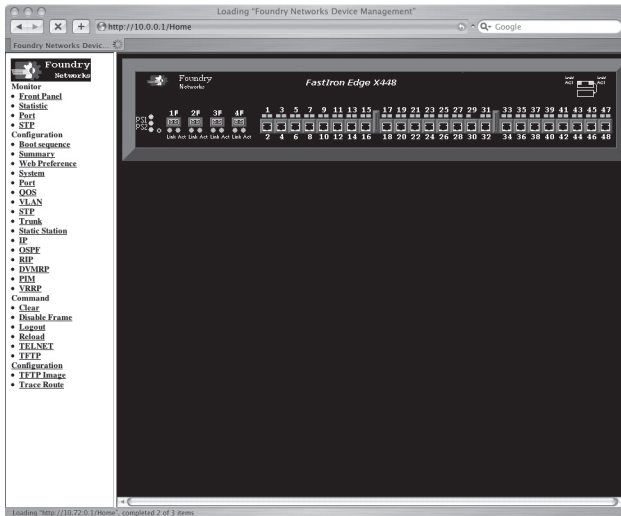 Loading "Foundry Networks Device Management"
http://10.0.0.1/Home
Google
Foundry Networks Devic...
Foundry
Networks
Monitor
Front Panel
Statistic
Port
STP
Configuration
Boot sequence
Summary
Web Preference
System
Port
QOS
VLAN
STP
Trunk
Static Station
IP
OSPF
RIP
DVMRP
PIM
VRRP
Command
Clear
Disable Frame
Logout
Reload
TELNET
TFTP
Configuration
TFTP Image
Trace Route
Foundry
Networks
FastIron Edge X448
1F 2F 3F 4F
1 3 5 7 9 11 13 15 17 19 21 23 25 27 29 31 33 35 37 39 41 43 45 47
PS1
PS2
Link Act Link Act Link Act Link Act
2 4 6 8 10 12 14 16 18 20 22 24 26 28 30 32 34 36 38 40 42 44 46 48
Loading "http://10.72.0.1/Home", completed 2 of 3 items